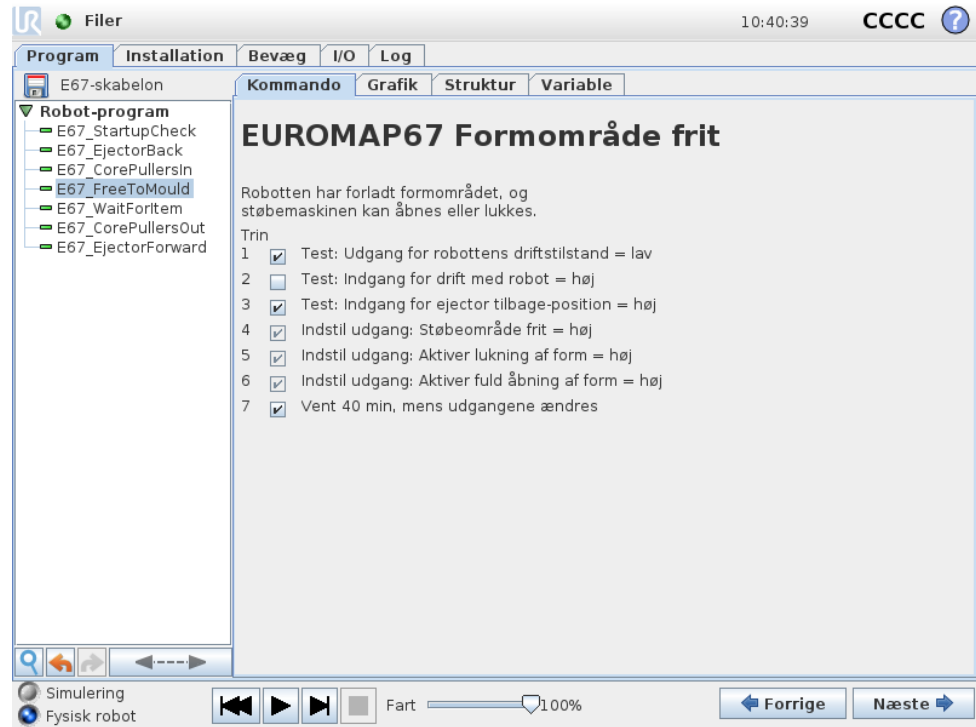 UR
Filer
10:40:39
CCCC
?
Program Installation Bevæg I/O Log
E67-skabelon
Kommando Grafik Struktur Variable
Robot-program
E67_StartupCheck
E67_EjectorBack
E67_CorePullersIn
E67_FreeToMould
E67_WaitForItem
E67_CorePullersOut
E67_EjectorForward
EUROMAP67 Formområde frit
Robotten har forladt formområdet, og
støbemaskinen kan åbnes eller lukkes.
Trin
1 Test: Udgang for robottens driftstilstand = lav
2 Test: Indgang for drift med robot = høj
3 Test: Indgang for ejector tilbage-position = høj
4 Indstil udgang: Støbeområde frit = høj
5 Indstil udgang: Aktiver lukning af form = høj
6 Indstil udgang: Aktiver fuld åbning af form = høj
7 Vent 40 min, mens udgangene ændres
Simulering
Fysisk robot
Fart 100%
Forrige
Næste